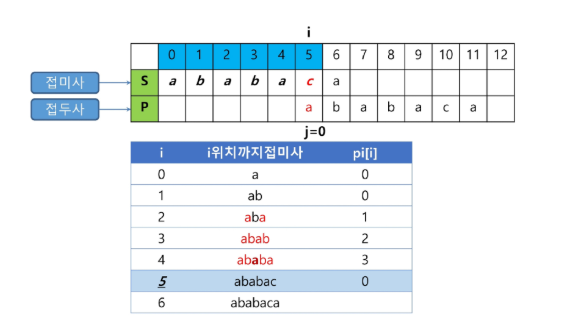 i
0 1 2 3 4 5 6 7 8 9 10 11 12
접미사 S a b a b a c a
접두사 P a b a b a c a
j=0
i i위치까지접미사 pi[i]
0 a 0
1 ab 0
2 aba 1
3 abab 2
4 ababa 3
5 ababac 0
6 ababaca